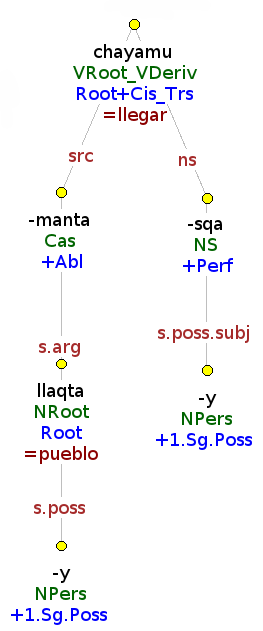 chayamu
VRoot_VDeriv
Root+Cis_Trs
=llegar
src
ns
-manta
Cas
+Abl
-sqa
NS
+Perf
s.arg
s.poss.subj
llaqta
NRoot
Root
=pueblo
-y
NPers
+1.Sg.Poss
s.poss
-y
NPers
+1.Sg.Poss